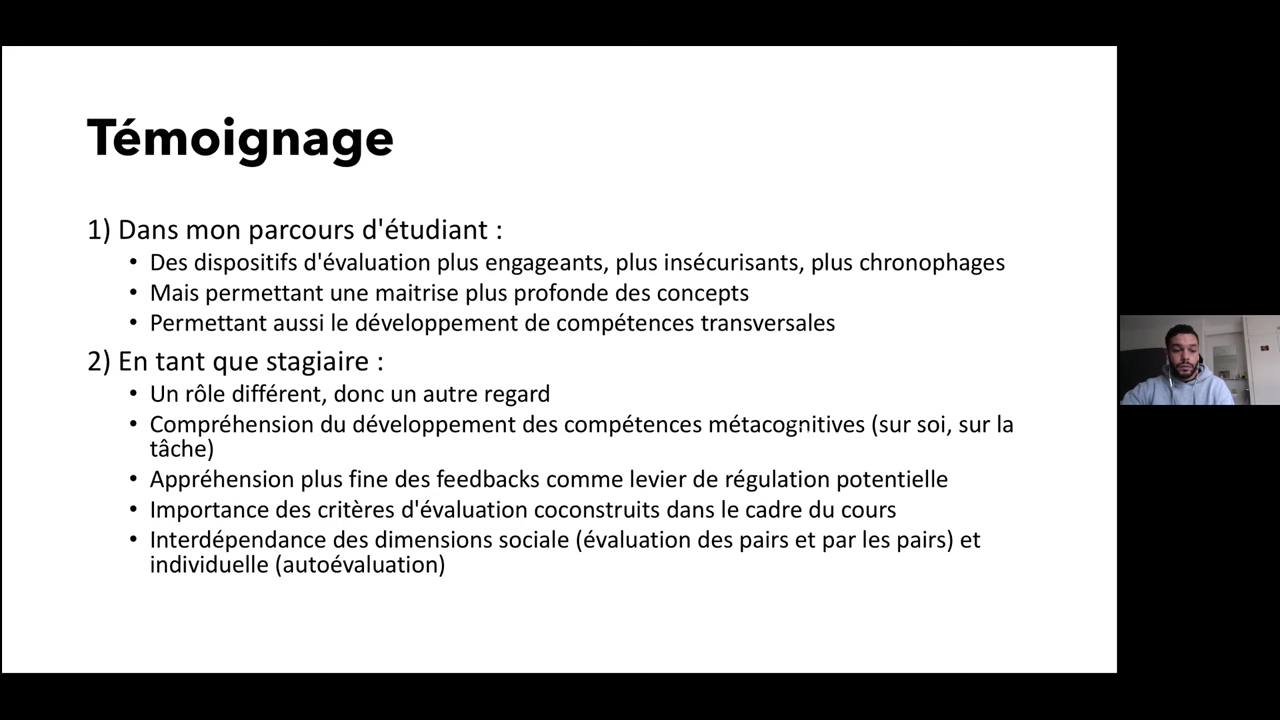 Témoignage
1) Dans mon parcours d'étudiant :
• Des dispositifs d'évaluation plus engageants, plus insécurisants, plus chronophages
• Mais permettant une maitrise plus profonde des concepts
• Permettant aussi le développement de compétences transversales
2) En tant que stagiaire :
• Un rôle différent, donc un autre regard
• Compréhension du développement des compétences métacognitives (sur soi, sur la
tâche)
• Appréhension plus fine des feedbacks comme levier de régulation potentielle
• Importance des critères d'évaluation coconstruits dans le cadre du cours
• Interdépendance des dimensions sociale (évaluation des pairs et par les pairs) et
individuelle (autoévaluation)